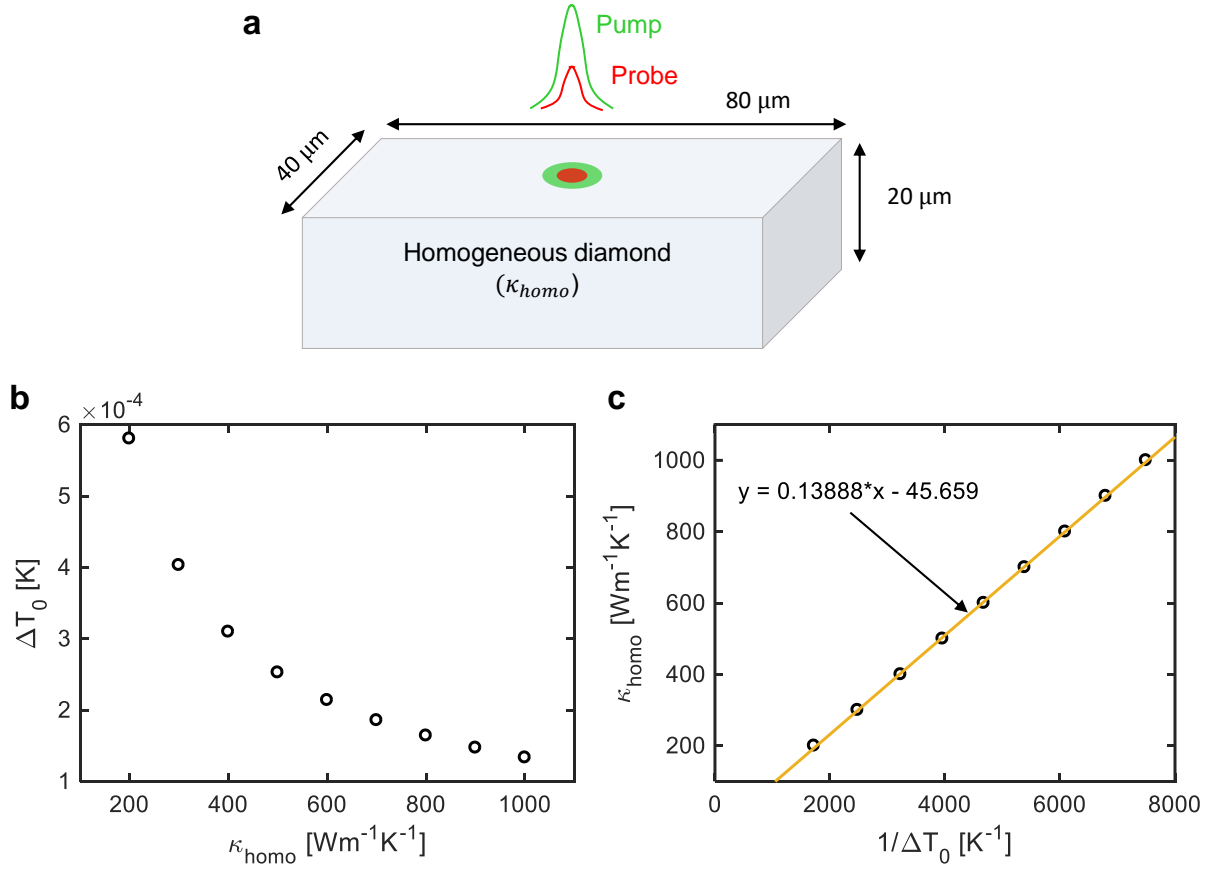 a
Pump
Probe
80 μm
40 μm
20 μm
Homogeneous diamond
(κ_homo)
b
×10^-4
6
5
4
3
2
1
ΔT_0 [K]
200
400
600
800
1000
κ_homo [Wm^-1K^-1]
c
y = 0.13888*x - 45.659
1000
800
600
400
200
κ_homo [Wm^-1K^-1]
0
2000
4000
6000
8000
1/ΔT_0 [K^-1]